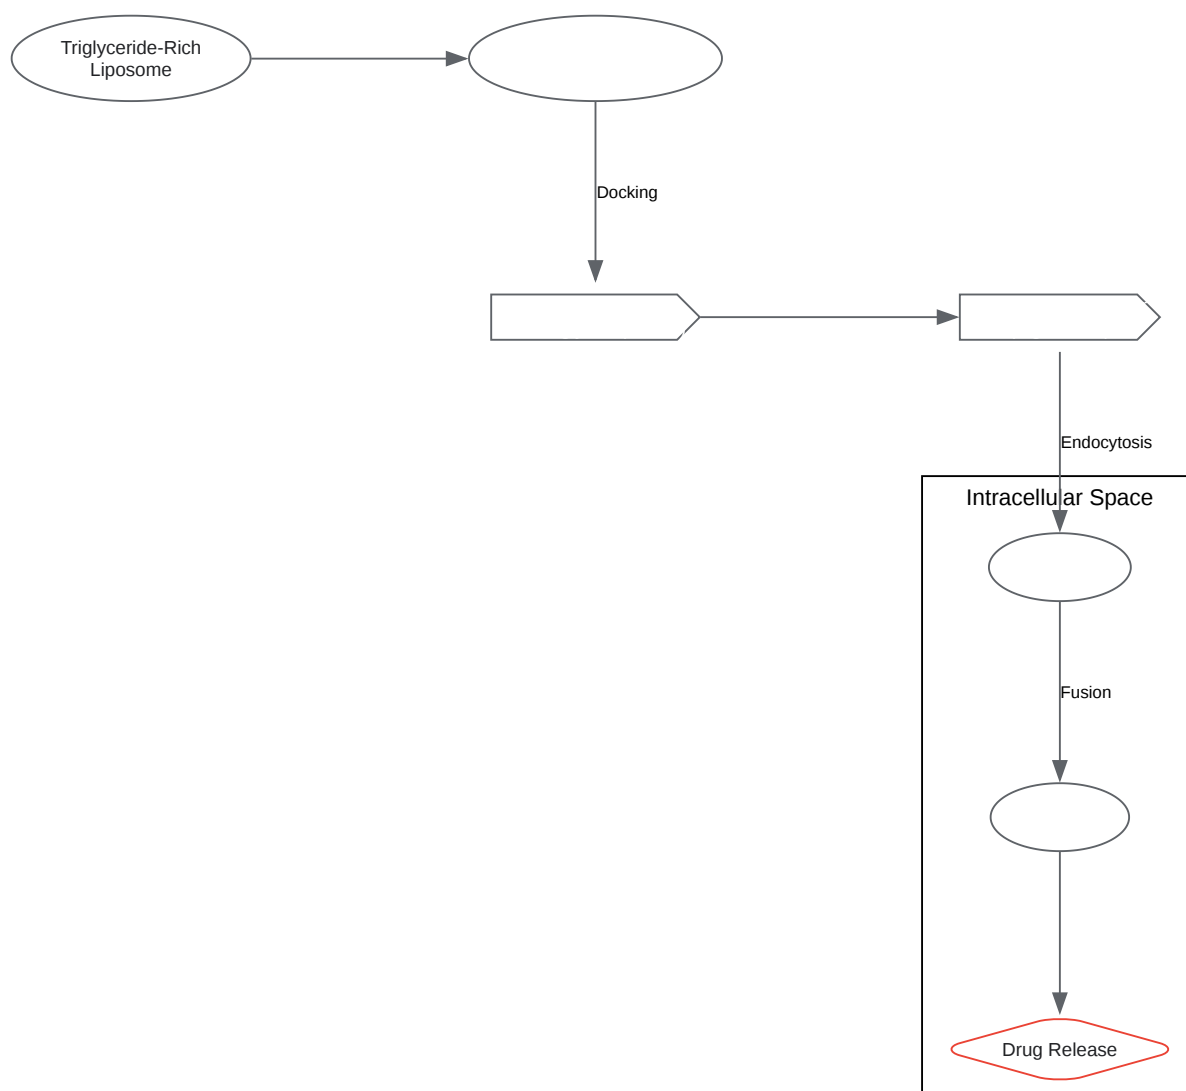 Triglyceride-Rich
Liposome
Docking
Endocytosis
Intracellular Space
Fusion
Drug Release